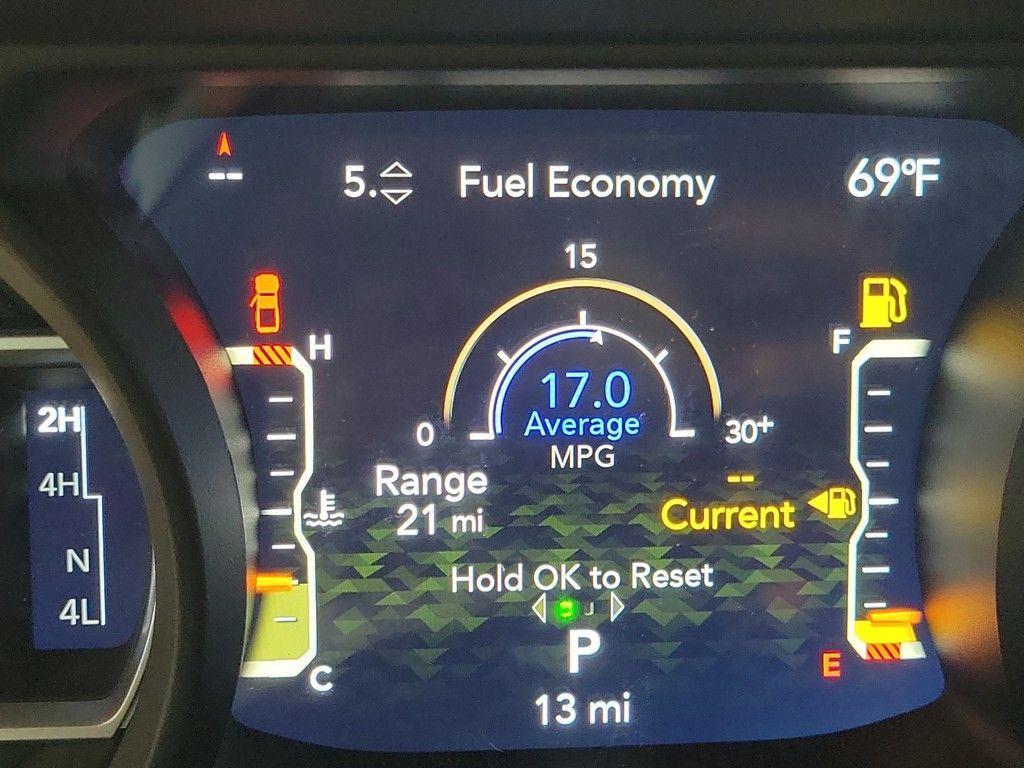 --
5. Fuel Economy 69°F
15
H
F
17.0
Average
0
30+
MPG
Range
21 mi
--
Current
Hold OK to Reset
P
E
C
13 mi
2H
4H
N
4L